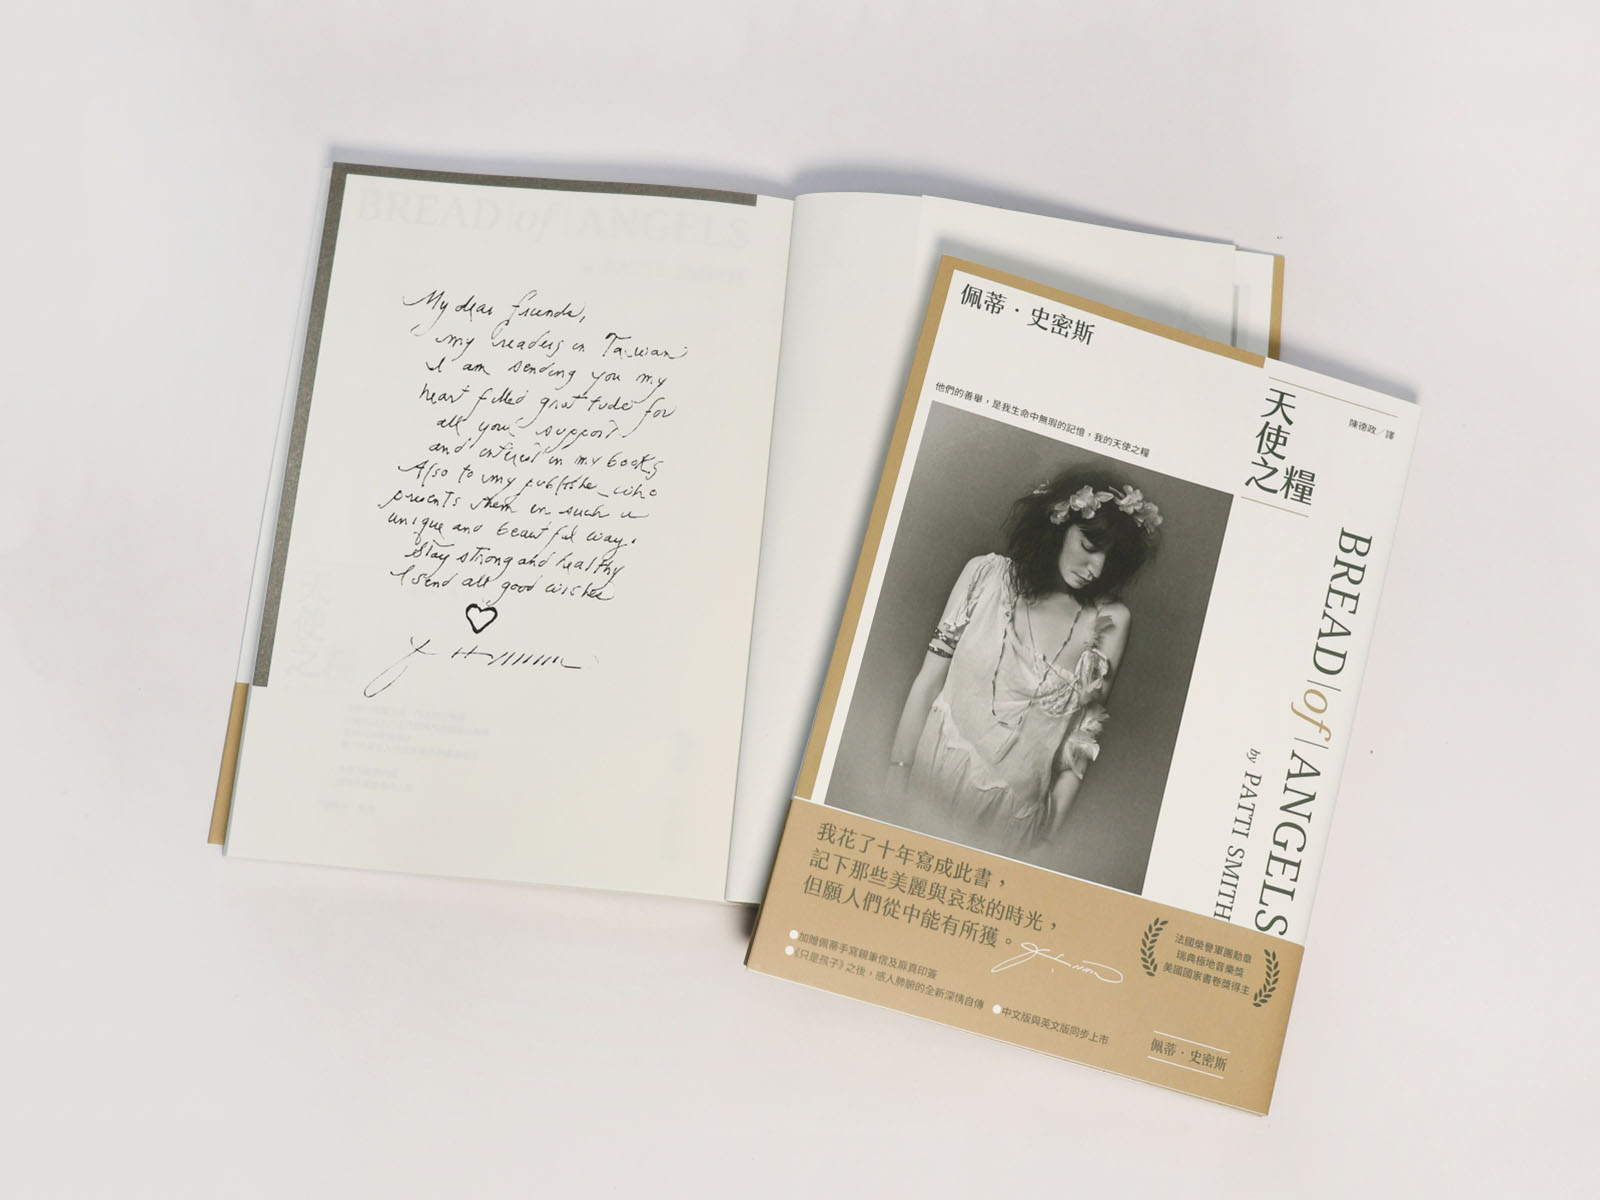 My dear friends,
my readers in Taiwan
I am sending you my
heart filled gratitude for
all your support
and interest in my books
Also to my publisher who
presents them in such a
unique and beautiful way.
Stay strong and healthy
I send all good wishes
佩蒂·史密斯
他們的善舉,是我生命中無瑕的記憶,我的天使之糧
天使之糧
陳德政/譯
BREAD|of|ANGELS
by PATTI SMITH
我花了十年寫成此書,
記下那些美麗與哀愁的時光,
但願人們從中能有所獲。
●加贈佩蒂手寫親筆信及扉頁印簽
●《只是孩子》之後,感人肺腑的全新深情自傳 ●中文版與英文版同步上市
法國榮譽軍團勳章
瑞典極地音樂獎
美國國家書卷獎得主
佩蒂·史密斯
BREAD|of|ANGELS